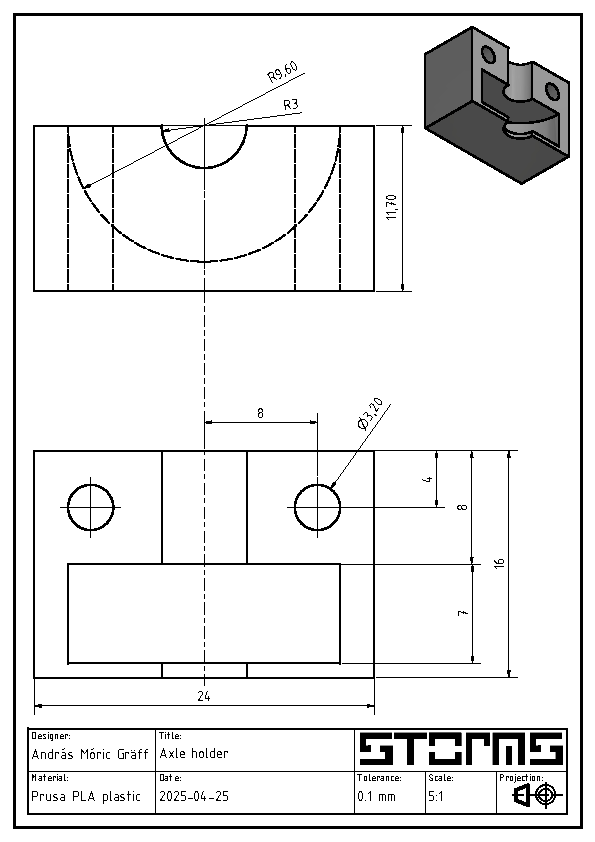 R9,60
R3
11,70
8
Ø3,20
4
8
16
7
24
Designer:
András Móric Gräff
Title:
Axle holder
STORMS
Material:
Prusa PLA plastic
Date:
2025-04-25
Tolerance:
0.1 mm
Scale:
5:1
Projection: